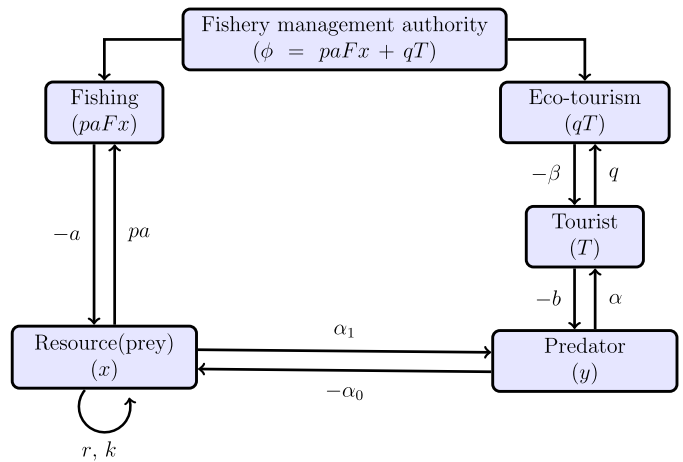 Fishery management authority
(ϕ = paFx + qT)
Fishing
(paFx)
Eco-tourism
(qT)
−β
q
Tourist
(T)
−a
pa
−b
α
Resource(prey)
(x)
α₁
−α₀
Predator
(y)
r, k